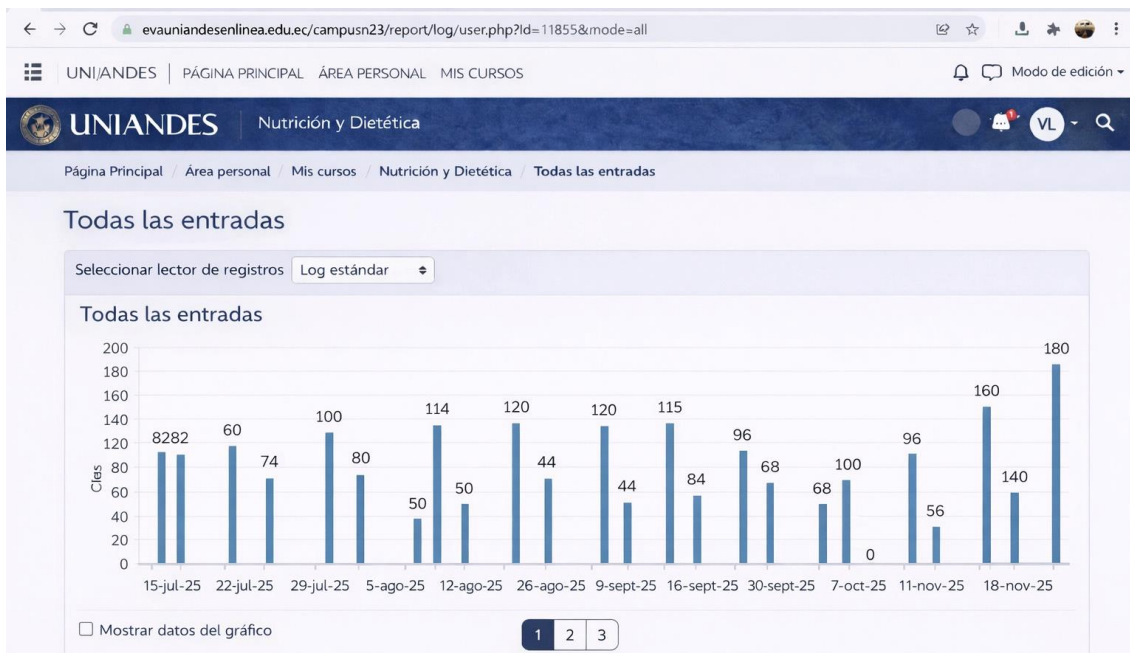 evauniandesenlinea.edu.ec/campusn23/report/log/user.php?Id=11855&mode=all
UNI/ANDES | PÁGINA PRINCIPAL ÁREA PERSONAL MIS CURSOS Modo de edición
UNIANDES | Nutrición y Dietética 1 VL
Página Principal / Área personal / Mis cursos / Nutrición y Dietética / Todas las entradas
Todas las entradas
Seleccionar lector de registros Log estándar
Todas las entradas
Clas
200
180
160
140
120
80
60
40
20
0
8282 60 74 100 80 50 114 50 120 44 120 44 115 84 96 68 68 100 0 96 56 160 140 180
15-jul-25 22-jul-25 29-jul-25 5-ago-25 12-ago-25 26-ago-25 9-sept-25 16-sept-25 30-sept-25 7-oct-25 11-nov-25 18-nov-25
Mostrar datos del gráfico 1 2 3